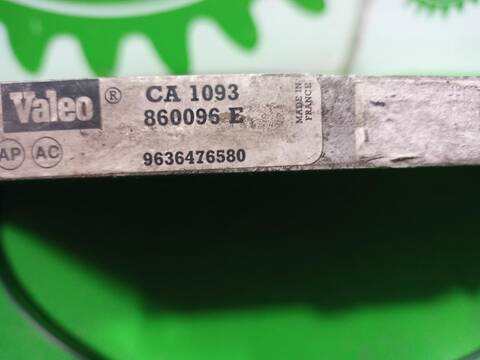 Valeo ® CA 1093
860096 E
MADE IN
FRANCE
AP AC 9636476580